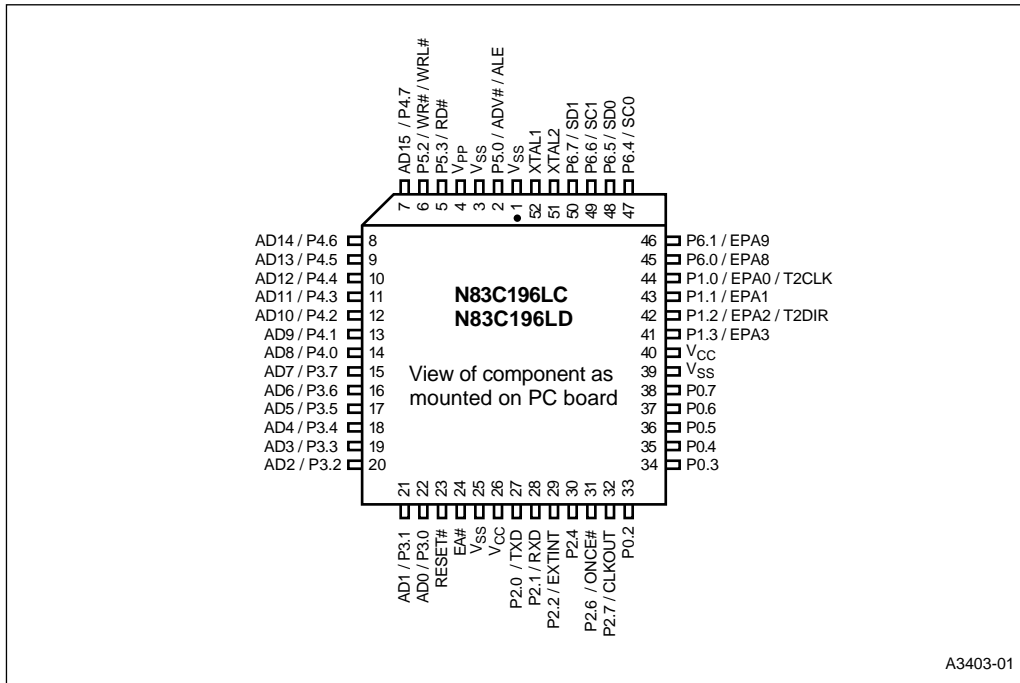 AD15 / P4.7
P5.2 / WR# / WRL#
P5.3 / RD#
VPP
VSS
P5.0 / ADV# / ALE
VSS
XTAL1
XTAL2
P6.7 / SD1
P6.6 / SC1
P6.5 / SD0
P6.4 / SC0
7 6 5 4 3 2 1 52 51 50 49 48 47
AD14 / P4.6 8
AD13 / P4.5 9
AD12 / P4.4 10
AD11 / P4.3 11
AD10 / P4.2 12
AD9 / P4.1 13
AD8 / P4.0 14
AD7 / P3.7 15
AD6 / P3.6 16
AD5 / P3.5 17
AD4 / P3.4 18
AD3 / P3.3 19
AD2 / P3.2 20
N83C196LC
N83C196LD
View of component as
mounted on PC board
46 P6.1 / EPA9
45 P6.0 / EPA8
44 P1.0 / EPA0 / T2CLK
43 P1.1 / EPA1
42 P1.2 / EPA2 / T2DIR
41 P1.3 / EPA3
40 VCC
39 VSS
38 P0.7
37 P0.6
36 P0.5
35 P0.4
34 P0.3
21 22 23 24 25 26 27 28 29 30 31 32 33
AD1 / P3.1
AD0 / P3.0
RESET#
EA#
VSS
VCC
P2.0 / TXD
P2.1 / RXD
P2.2 / EXTINT
P2.4
P2.6 / ONCE#
P2.7 / CLKOUT
P0.2
A3403-01